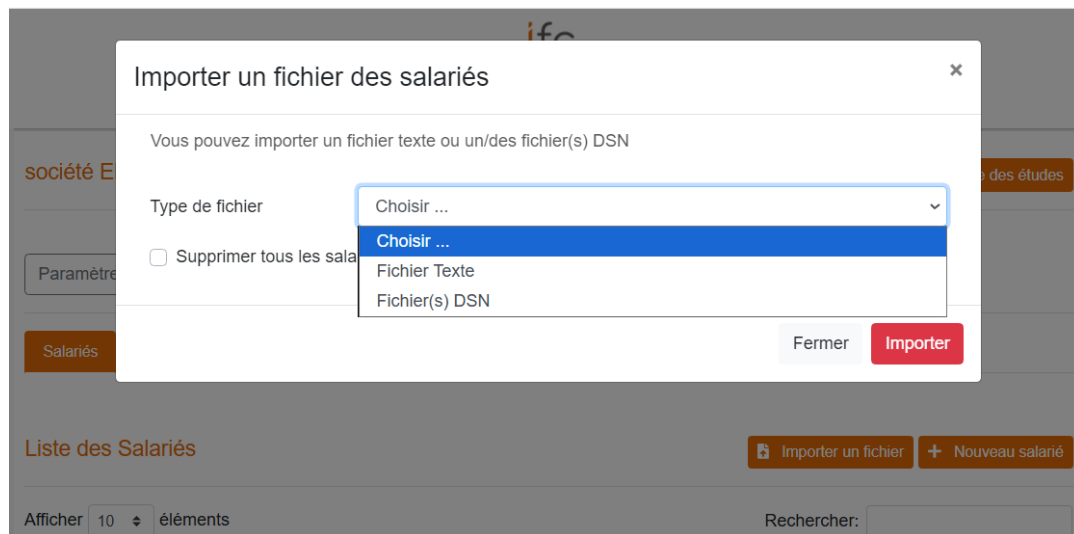 ifc
Importer un fichier des salariés ×
Vous pouvez importer un fichier texte ou un/des fichier(s) DSN
société E
des études
Type de fichier Choisir ...
Choisir ...
Supprimer tous les sala
Fichier Texte
Paramètre
Fichier(s) DSN
Fermer Importer
Salariés
Liste des Salariés Importer un fichier + Nouveau salarié
Afficher 10 éléments Rechercher: